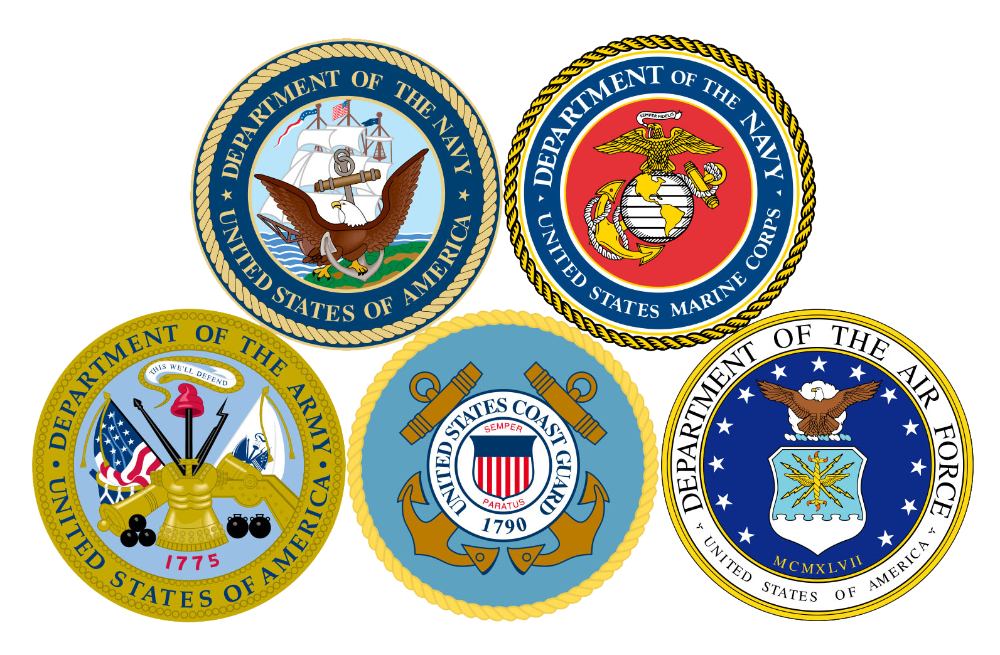 DEPARTMENT OF THE NAVY
UNITED STATES OF AMERICA
DEPARTMENT OF THE NAVY
SEMPER FIDELIS
UNITED STATES MARINE CORPS
DEPARTMENT OF THE ARMY
THIS WE'LL DEFEND
1775
UNITED STATES OF AMERICA
UNITED STATES COAST GUARD
SEMPER
PARATUS
1790
DEPARTMENT OF THE AIR FORCE
MCMXLVII
UNITED STATES OF AMERICA